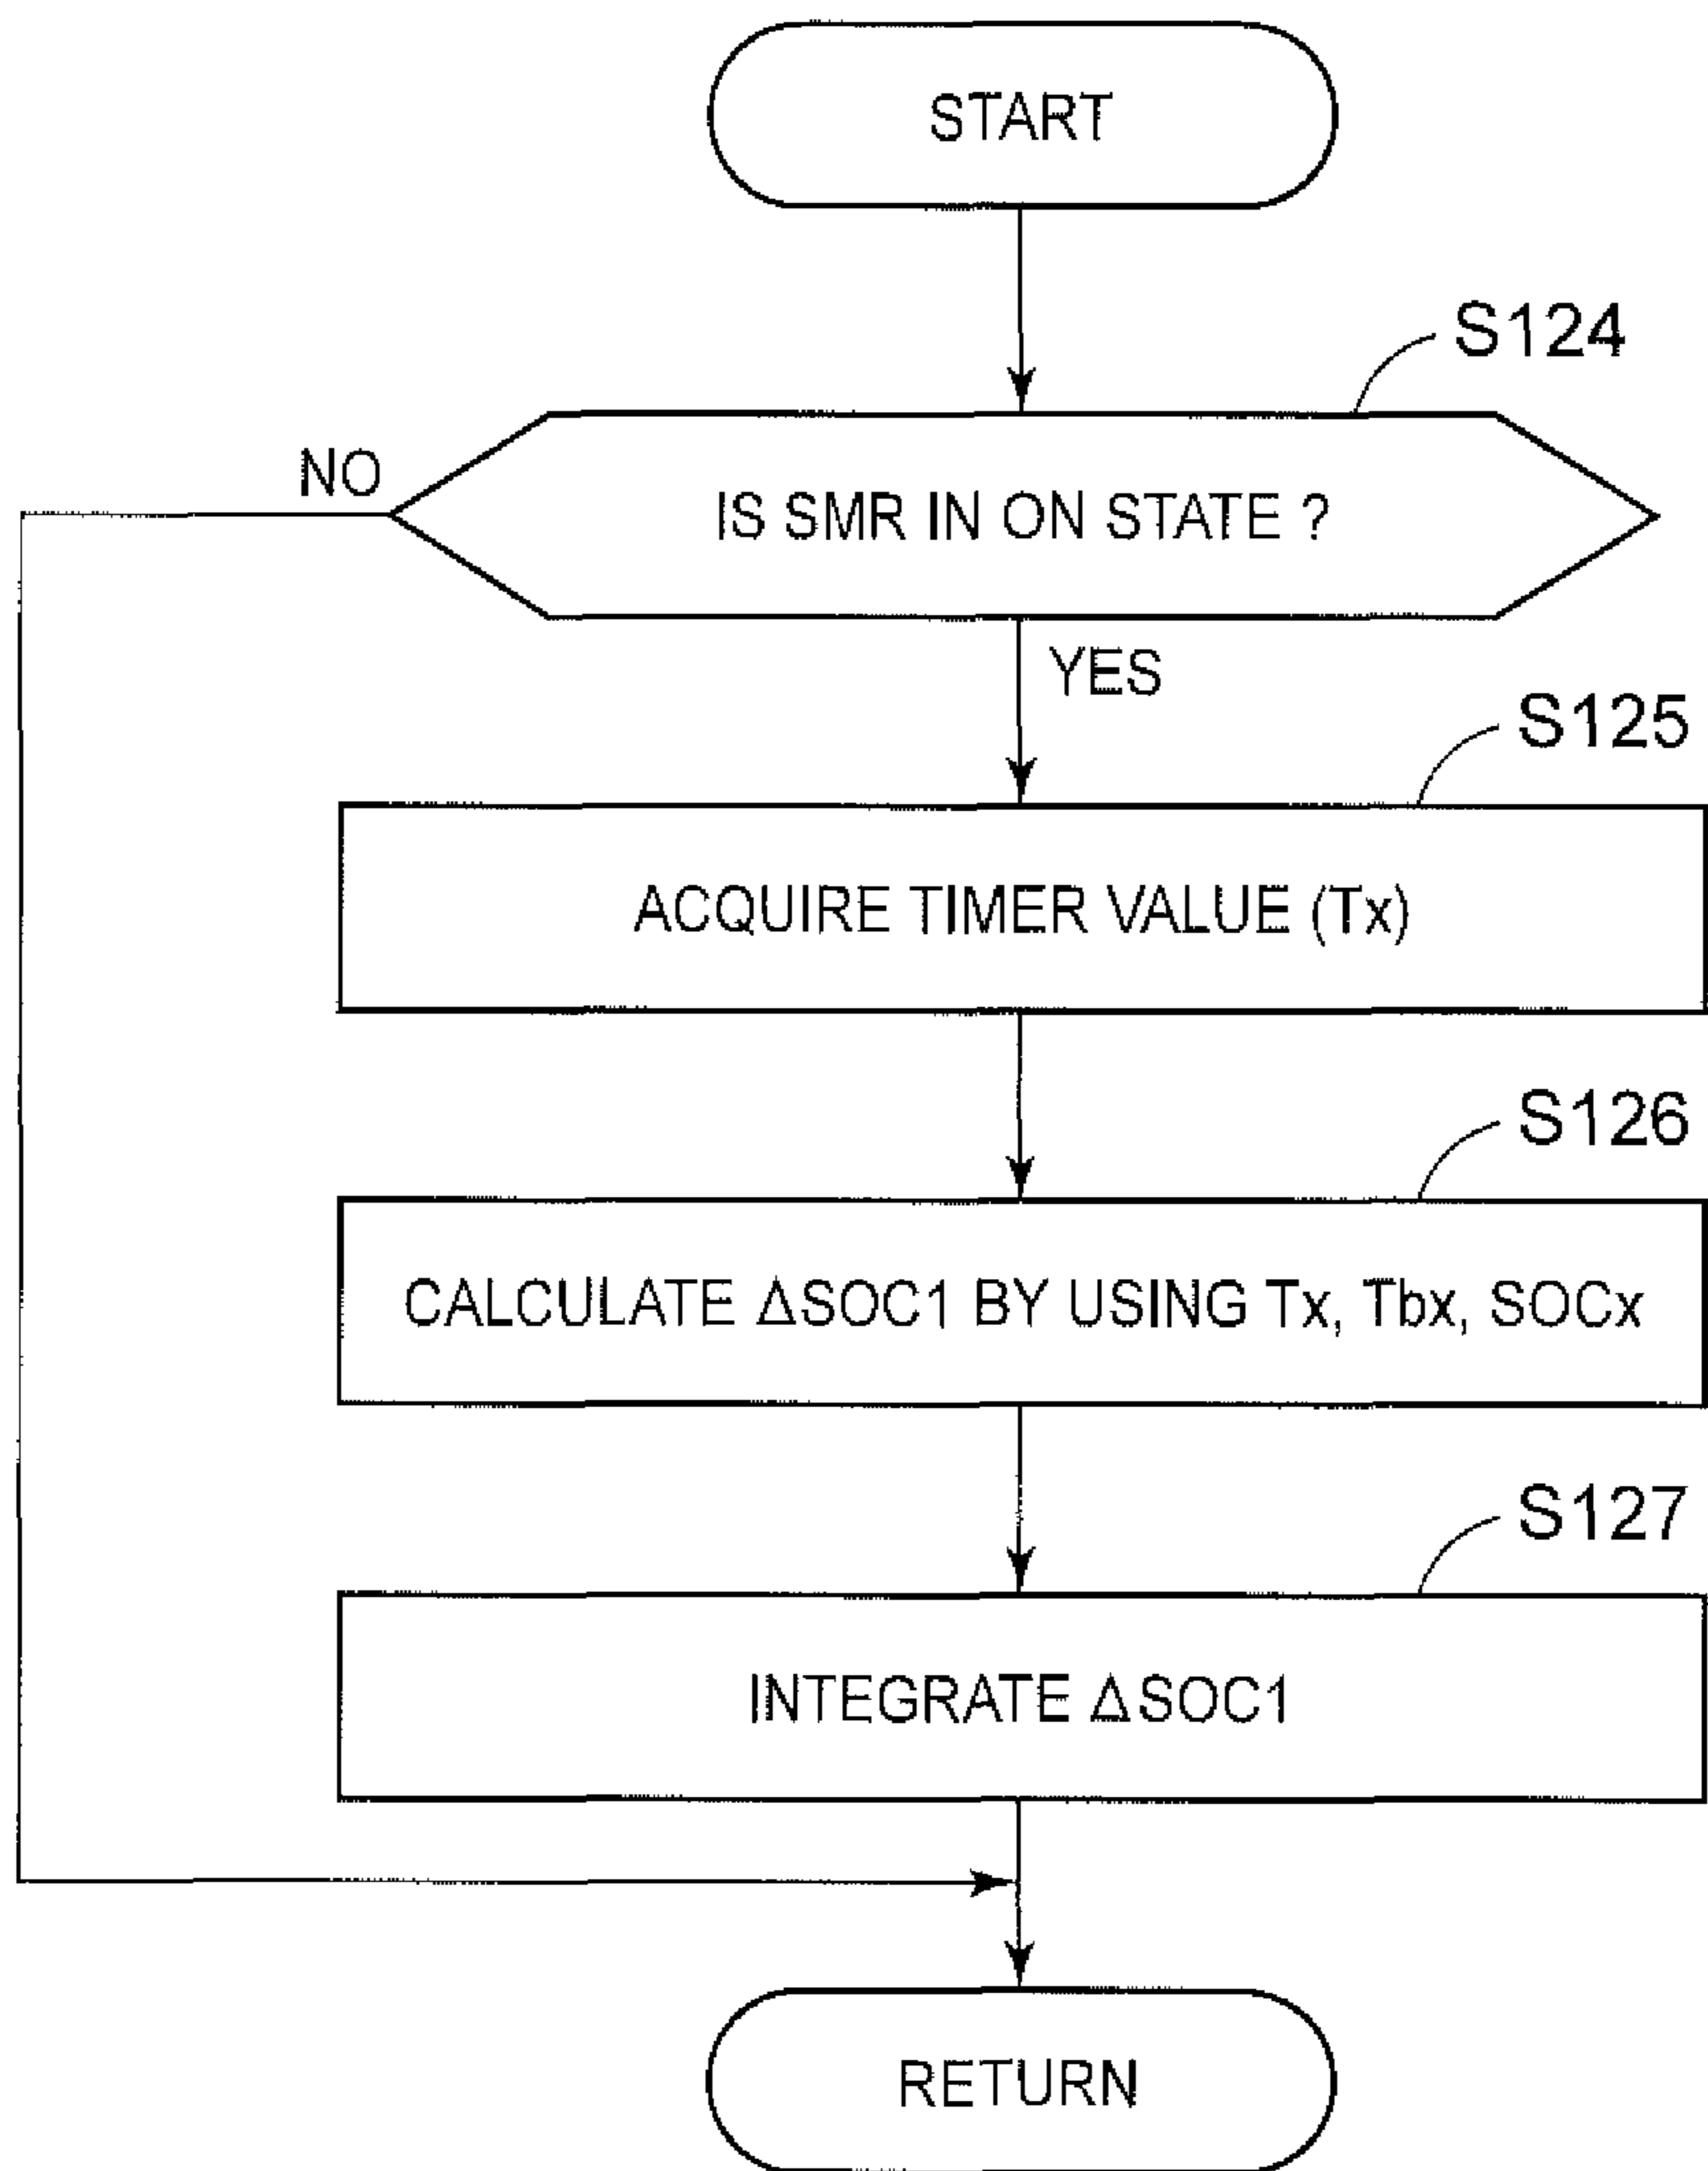 START
S124
NO
IS SMR IN ON STATE ?
YES
S125
ACQUIRE TIMER VALUE (Tx)
S126
CALCULATE ΔSOC1 BY USING Tx, Tbx, SOCx
S127
INTEGRATE ΔSOC1
RETURN